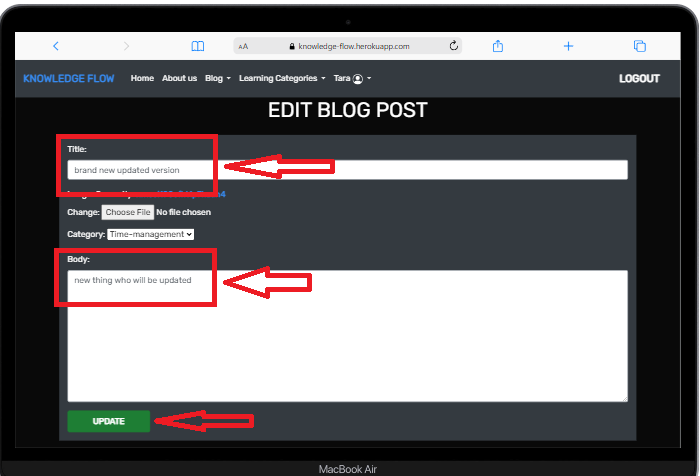 AA knowledge-flow.herokuapp.com
KNOWLEDGE FLOW Home About us Blog Learning Categories Tara LOGOUT
EDIT BLOG POST
Title:
brand new updated version
Change: Choose File No file chosen
Category: Time-management
Body:
new thing who will be updated
UPDATE
MacBook Air